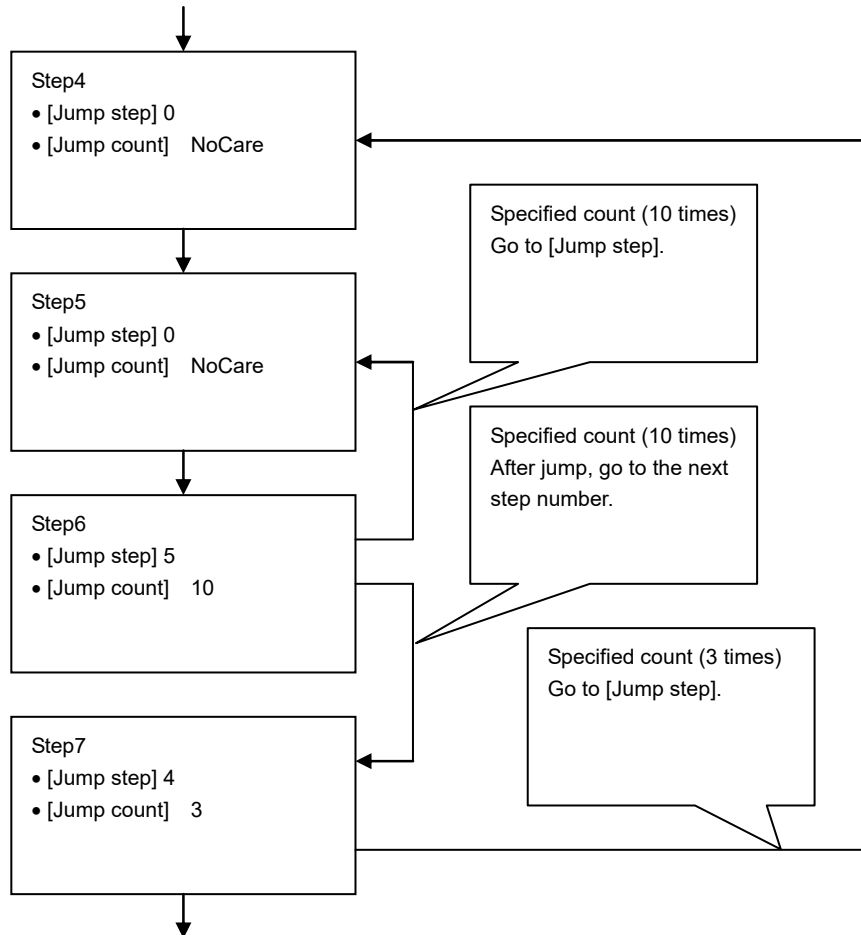 Step4
• [Jump step] 0
• [Jump count] NoCare
Specified count (10 times)
Go to [Jump step].
Step5
• [Jump step] 0
• [Jump count] NoCare
Specified count (10 times)
After jump, go to the next
step number.
Step6
• [Jump step] 5
• [Jump count] 10
Specified count (3 times)
Go to [Jump step].
Step7
• [Jump step] 4
• [Jump count] 3